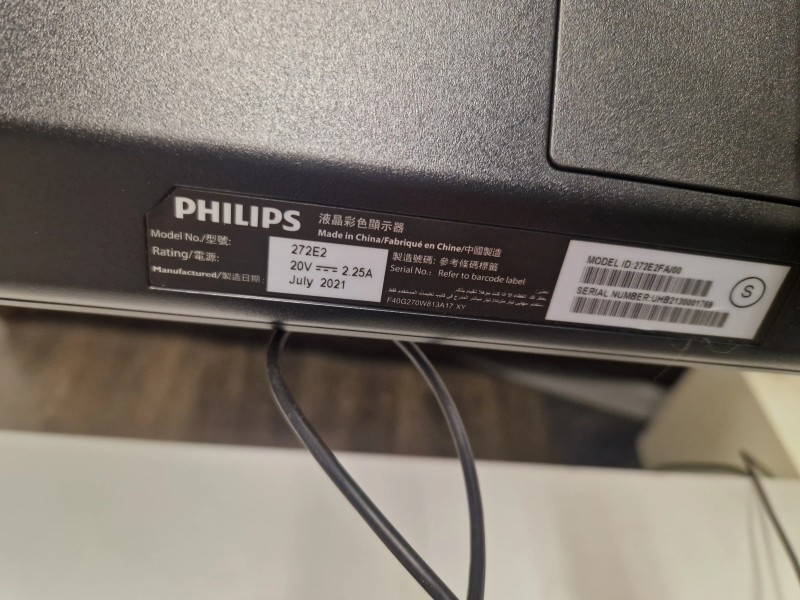 PHILIPS 液晶彩色顯示器
Made in China/Fabriqué en Chine/中國製造
Model No./型號: 272E2
製造號碼: 參考條碼標籤
Rating/電源: 20V ⎓ 2.25A
Serial No.: Refer to barcode label
Manufactured/製造日期: July 2021
F40G270W813A17 XY
MODEL ID:272E2FA/00
SERIAL NUMBER:UHB2130001769
S